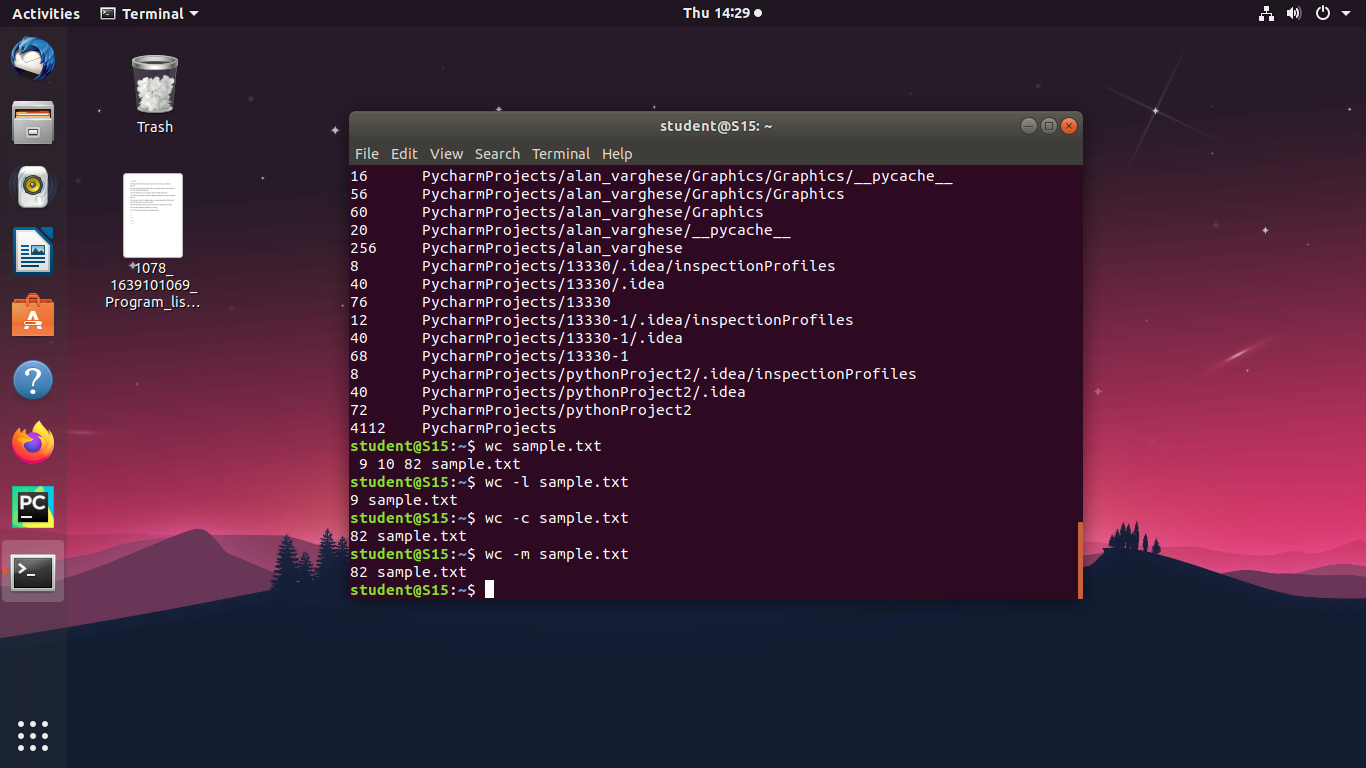 Activities Terminal Thu 14:29
Trash
1078_
1639101069_
Program_lis...
PC
student@S15: ~
File Edit View Search Terminal Help
16 PycharmProjects/alan_varghese/Graphics/Graphics/__pycache__
56 PycharmProjects/alan_varghese/Graphics/Graphics
60 PycharmProjects/alan_varghese/Graphics
20 PycharmProjects/alan_varghese/__pycache__
256 PycharmProjects/alan_varghese
8 PycharmProjects/13330/.idea/inspectionProfiles
40 PycharmProjects/13330/.idea
76 PycharmProjects/13330
12 PycharmProjects/13330-1/.idea/inspectionProfiles
40 PycharmProjects/13330-1/.idea
68 PycharmProjects/13330-1
8 PycharmProjects/pythonProject2/.idea/inspectionProfiles
40 PycharmProjects/pythonProject2/.idea
72 PycharmProjects/pythonProject2
4112 PycharmProjects
student@S15:~$ wc sample.txt
 9 10 82 sample.txt
student@S15:~$ wc -l sample.txt
9 sample.txt
student@S15:~$ wc -c sample.txt
82 sample.txt
student@S15:~$ wc -m sample.txt
82 sample.txt
student@S15:~$